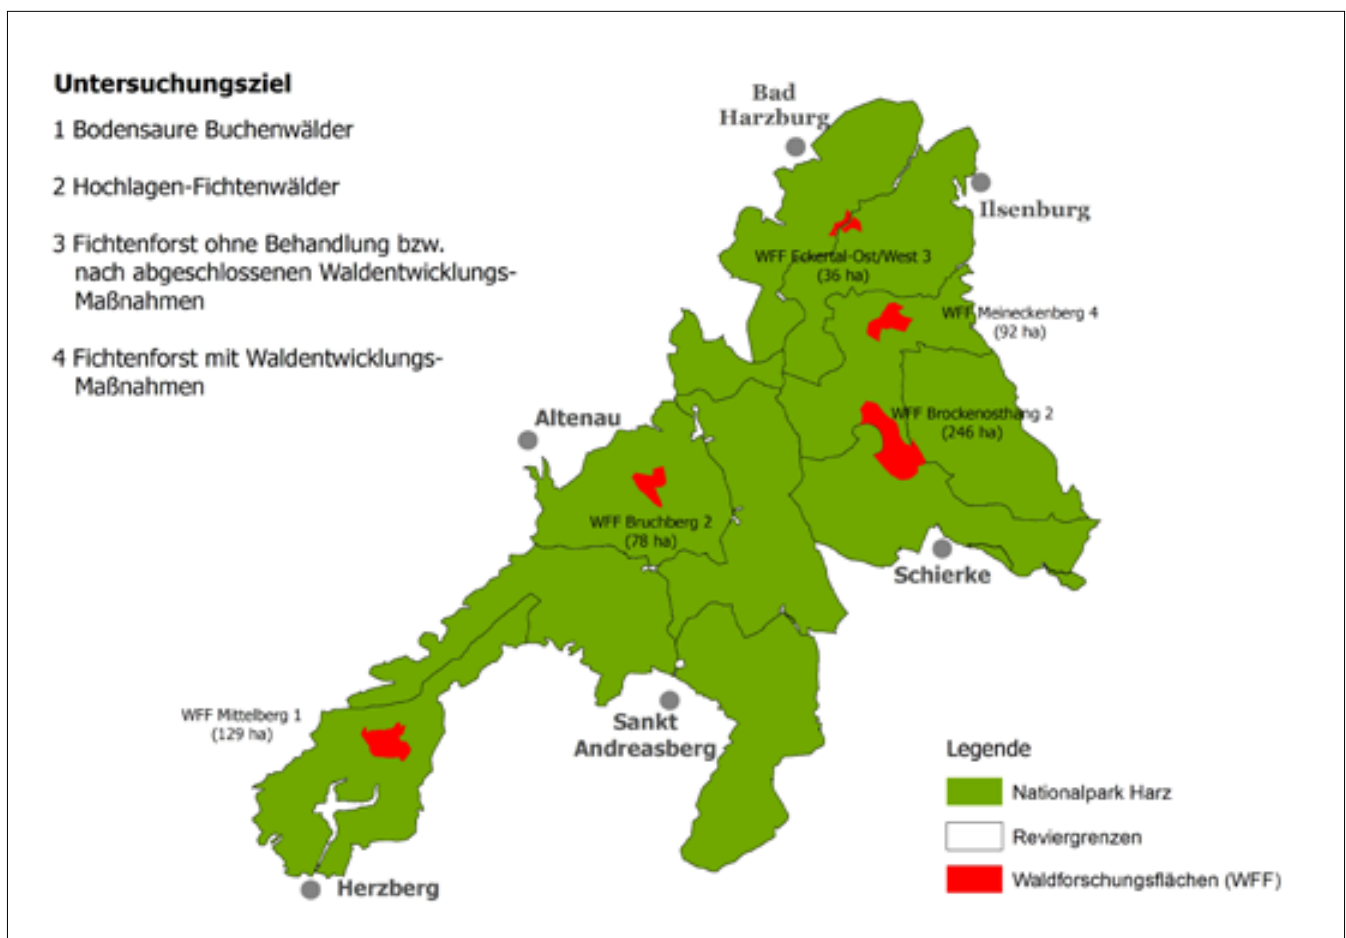 Untersuchungsziel
1 Bodensaure Buchenwälder
2 Hochlagen-Fichtenwälder
3 Fichtenforst ohne Behandlung bzw.
nach abgeschlossenen Waldentwicklungs-
Maßnahmen
4 Fichtenforst mit Waldentwicklungs-
Maßnahmen
Bad
Harzburg
Ilsenburg
WFF Eckertal-Ost/West 3
(36 ha)
WFF Meineckenberg 4
(92 ha)
WFF Brockenosthang 2
(246 ha)
Altenau
WFF Bruchberg 2
(78 ha)
Schierke
WFF Mittelberg 1
(129 ha)
Sankt
Andreasberg
Herzberg
Legende
Nationalpark Harz
Reviergrenzen
Waldforschungsflächen (WFF)